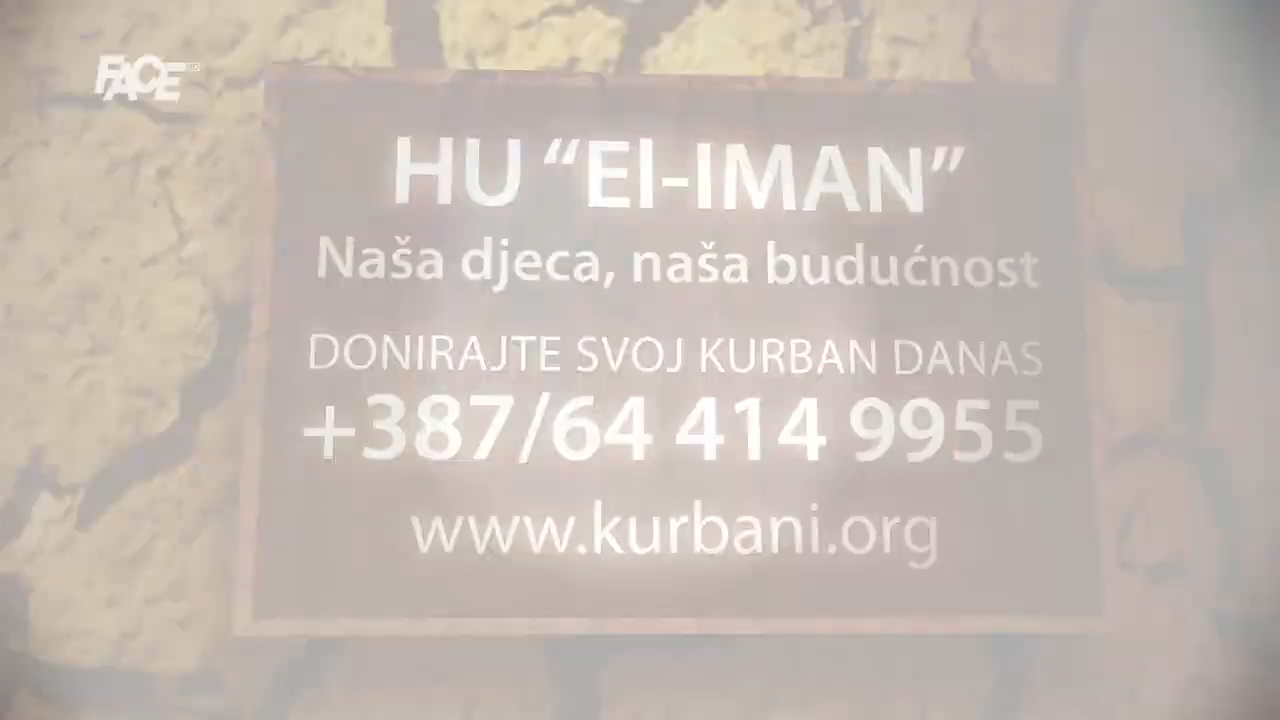 FACE
HU “El-IMAN”
Naša djeca, naša budućnost
DONIRAJTE SVOJ KURBAN DANAS
+387/64 414 9955
www.kurbani.org